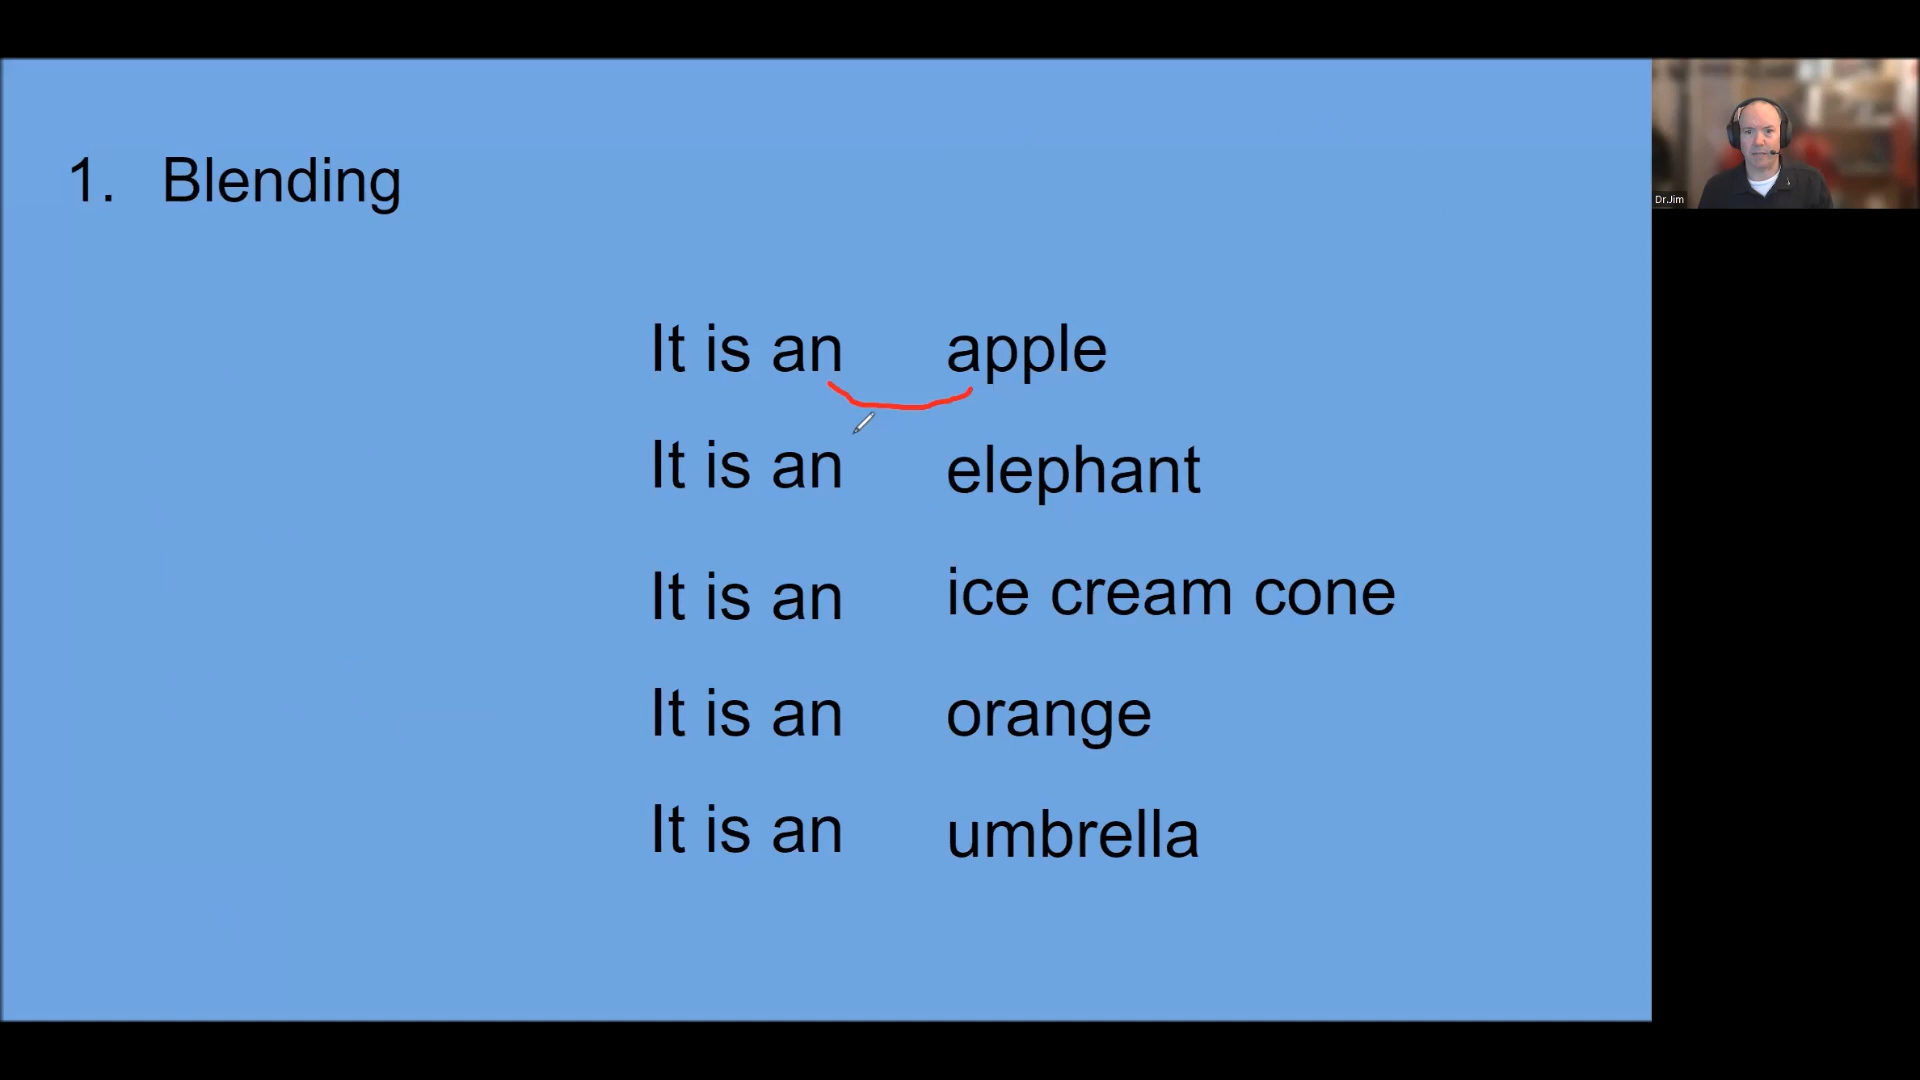 1. Blending
It is an apple
It is an elephant
It is an ice cream cone
It is an orange
It is an umbrella
Dr.Jim